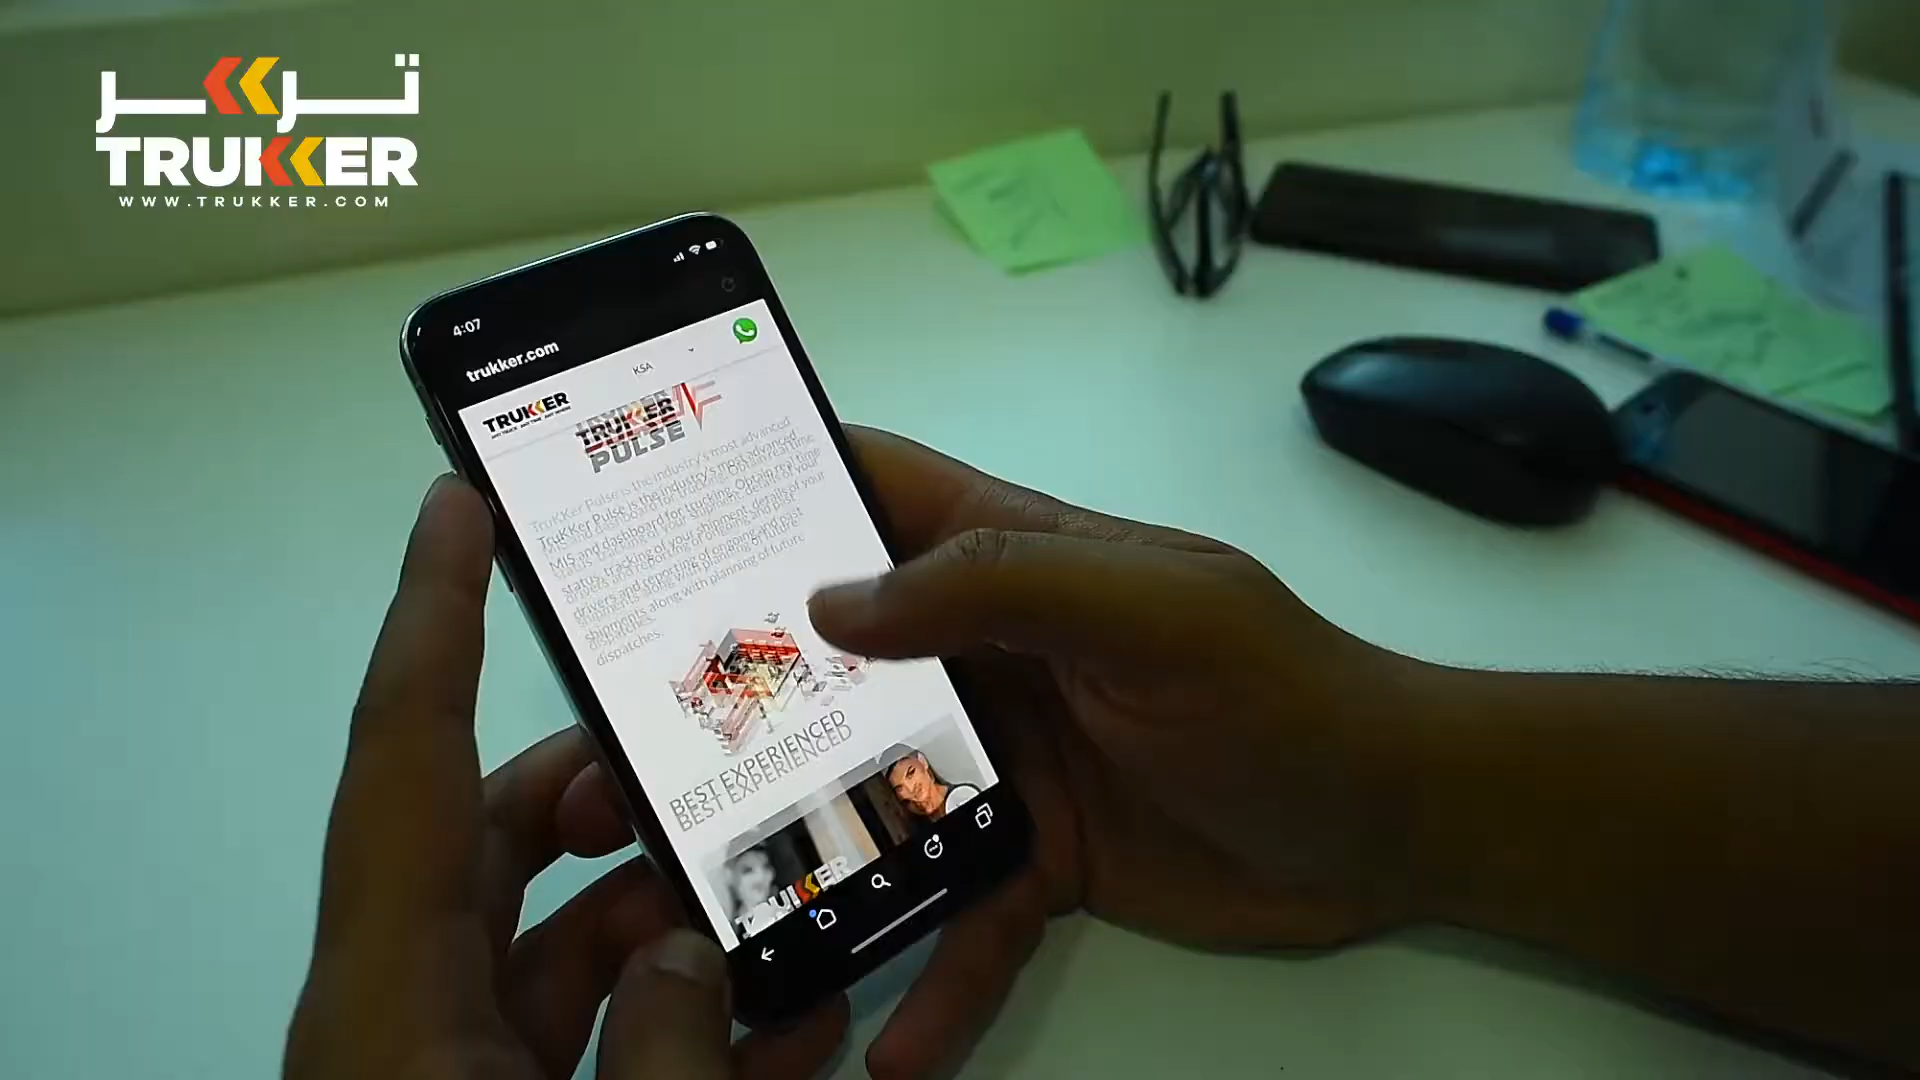 تركـر
TRUKKER
WWW.TRUKKER.COM
4:07
trukker.com
KSA
TRUKKER
TRUKKER
PULSE
TruKKer Pulse is the industry's most advanced
MIS and dashboard for trucking. Obtain real time
status, tracking of your shipment, details of your
drivers and reporting of ongoing and past
shipments along with planning of future
dispatches.
BEST EXPERIENCED
TRUKKER